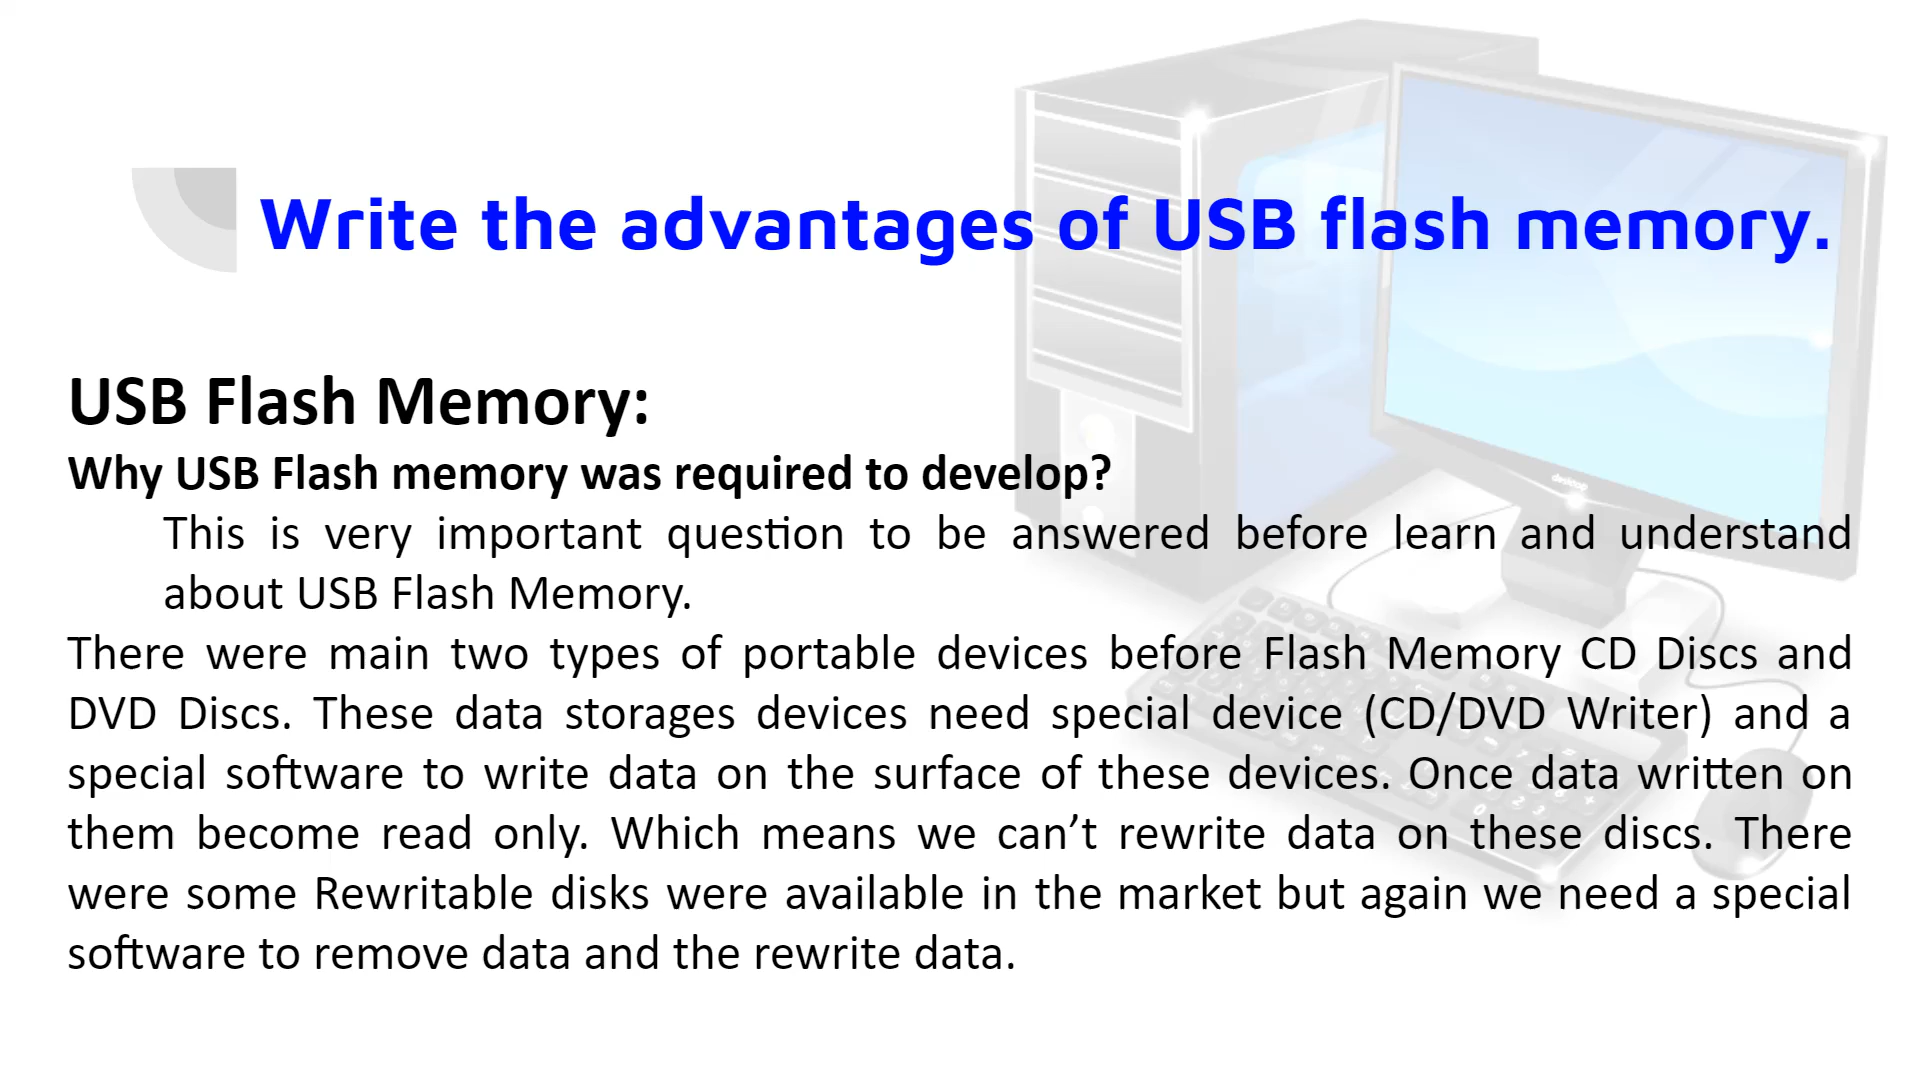 Write the advantages of USB flash memory.
USB Flash Memory:
Why USB Flash memory was required to develop?
This is very important question to be answered before learn and understand
about USB Flash Memory.
There were main two types of portable devices before Flash Memory CD Discs and
DVD Discs. These data storages devices need special device (CD/DVD Writer) and a
special software to write data on the surface of these devices. Once data written on
them become read only. Which means we can’t rewrite data on these discs. There
were some Rewritable disks were available in the market but again we need a special
software to remove data and the rewrite data.